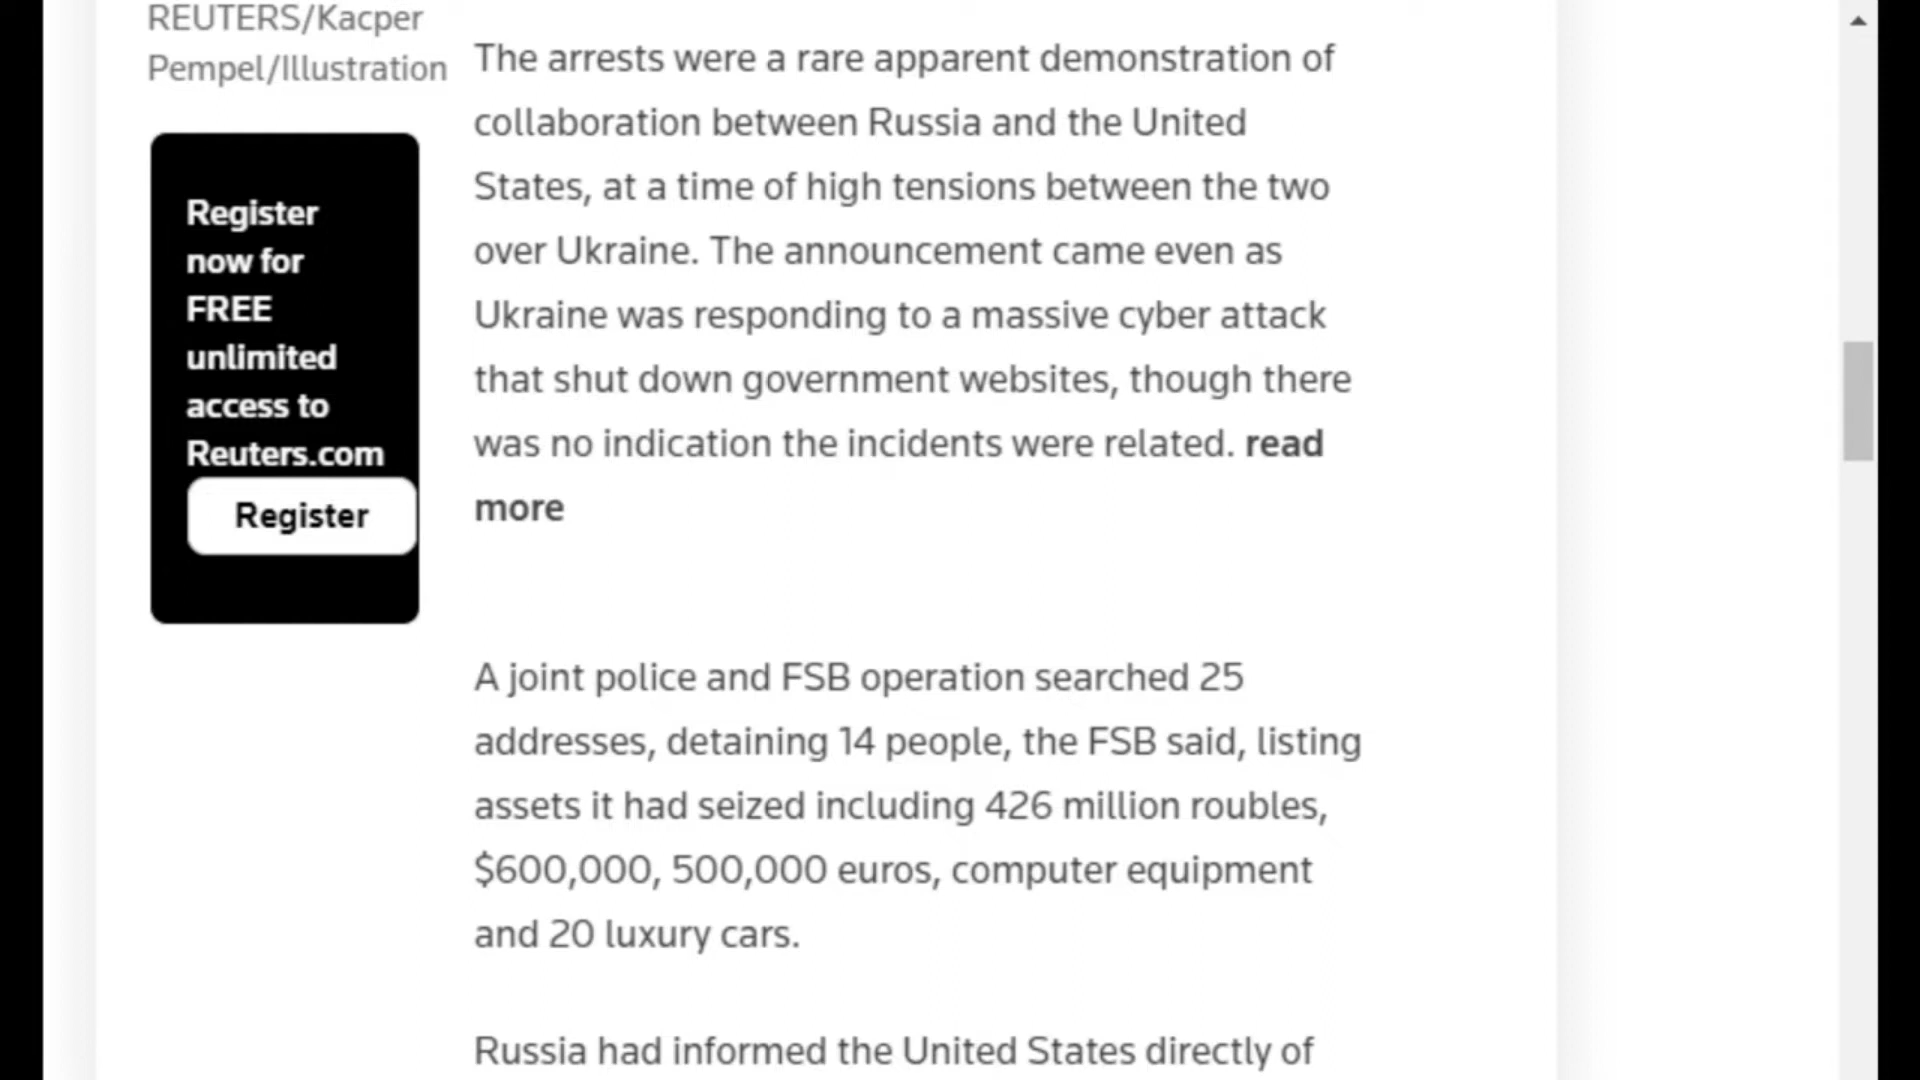 REUTERS/Kacper
Pempel/Illustration
Register
now for
FREE
unlimited
access to
Reuters.com
Register
The arrests were a rare apparent demonstration of
collaboration between Russia and the United
States, at a time of high tensions between the two
over Ukraine. The announcement came even as
Ukraine was responding to a massive cyber attack
that shut down government websites, though there
was no indication the incidents were related. read
more
A joint police and FSB operation searched 25
addresses, detaining 14 people, the FSB said, listing
assets it had seized including 426 million roubles,
$600,000, 500,000 euros, computer equipment
and 20 luxury cars.
Russia had informed the United States directly of